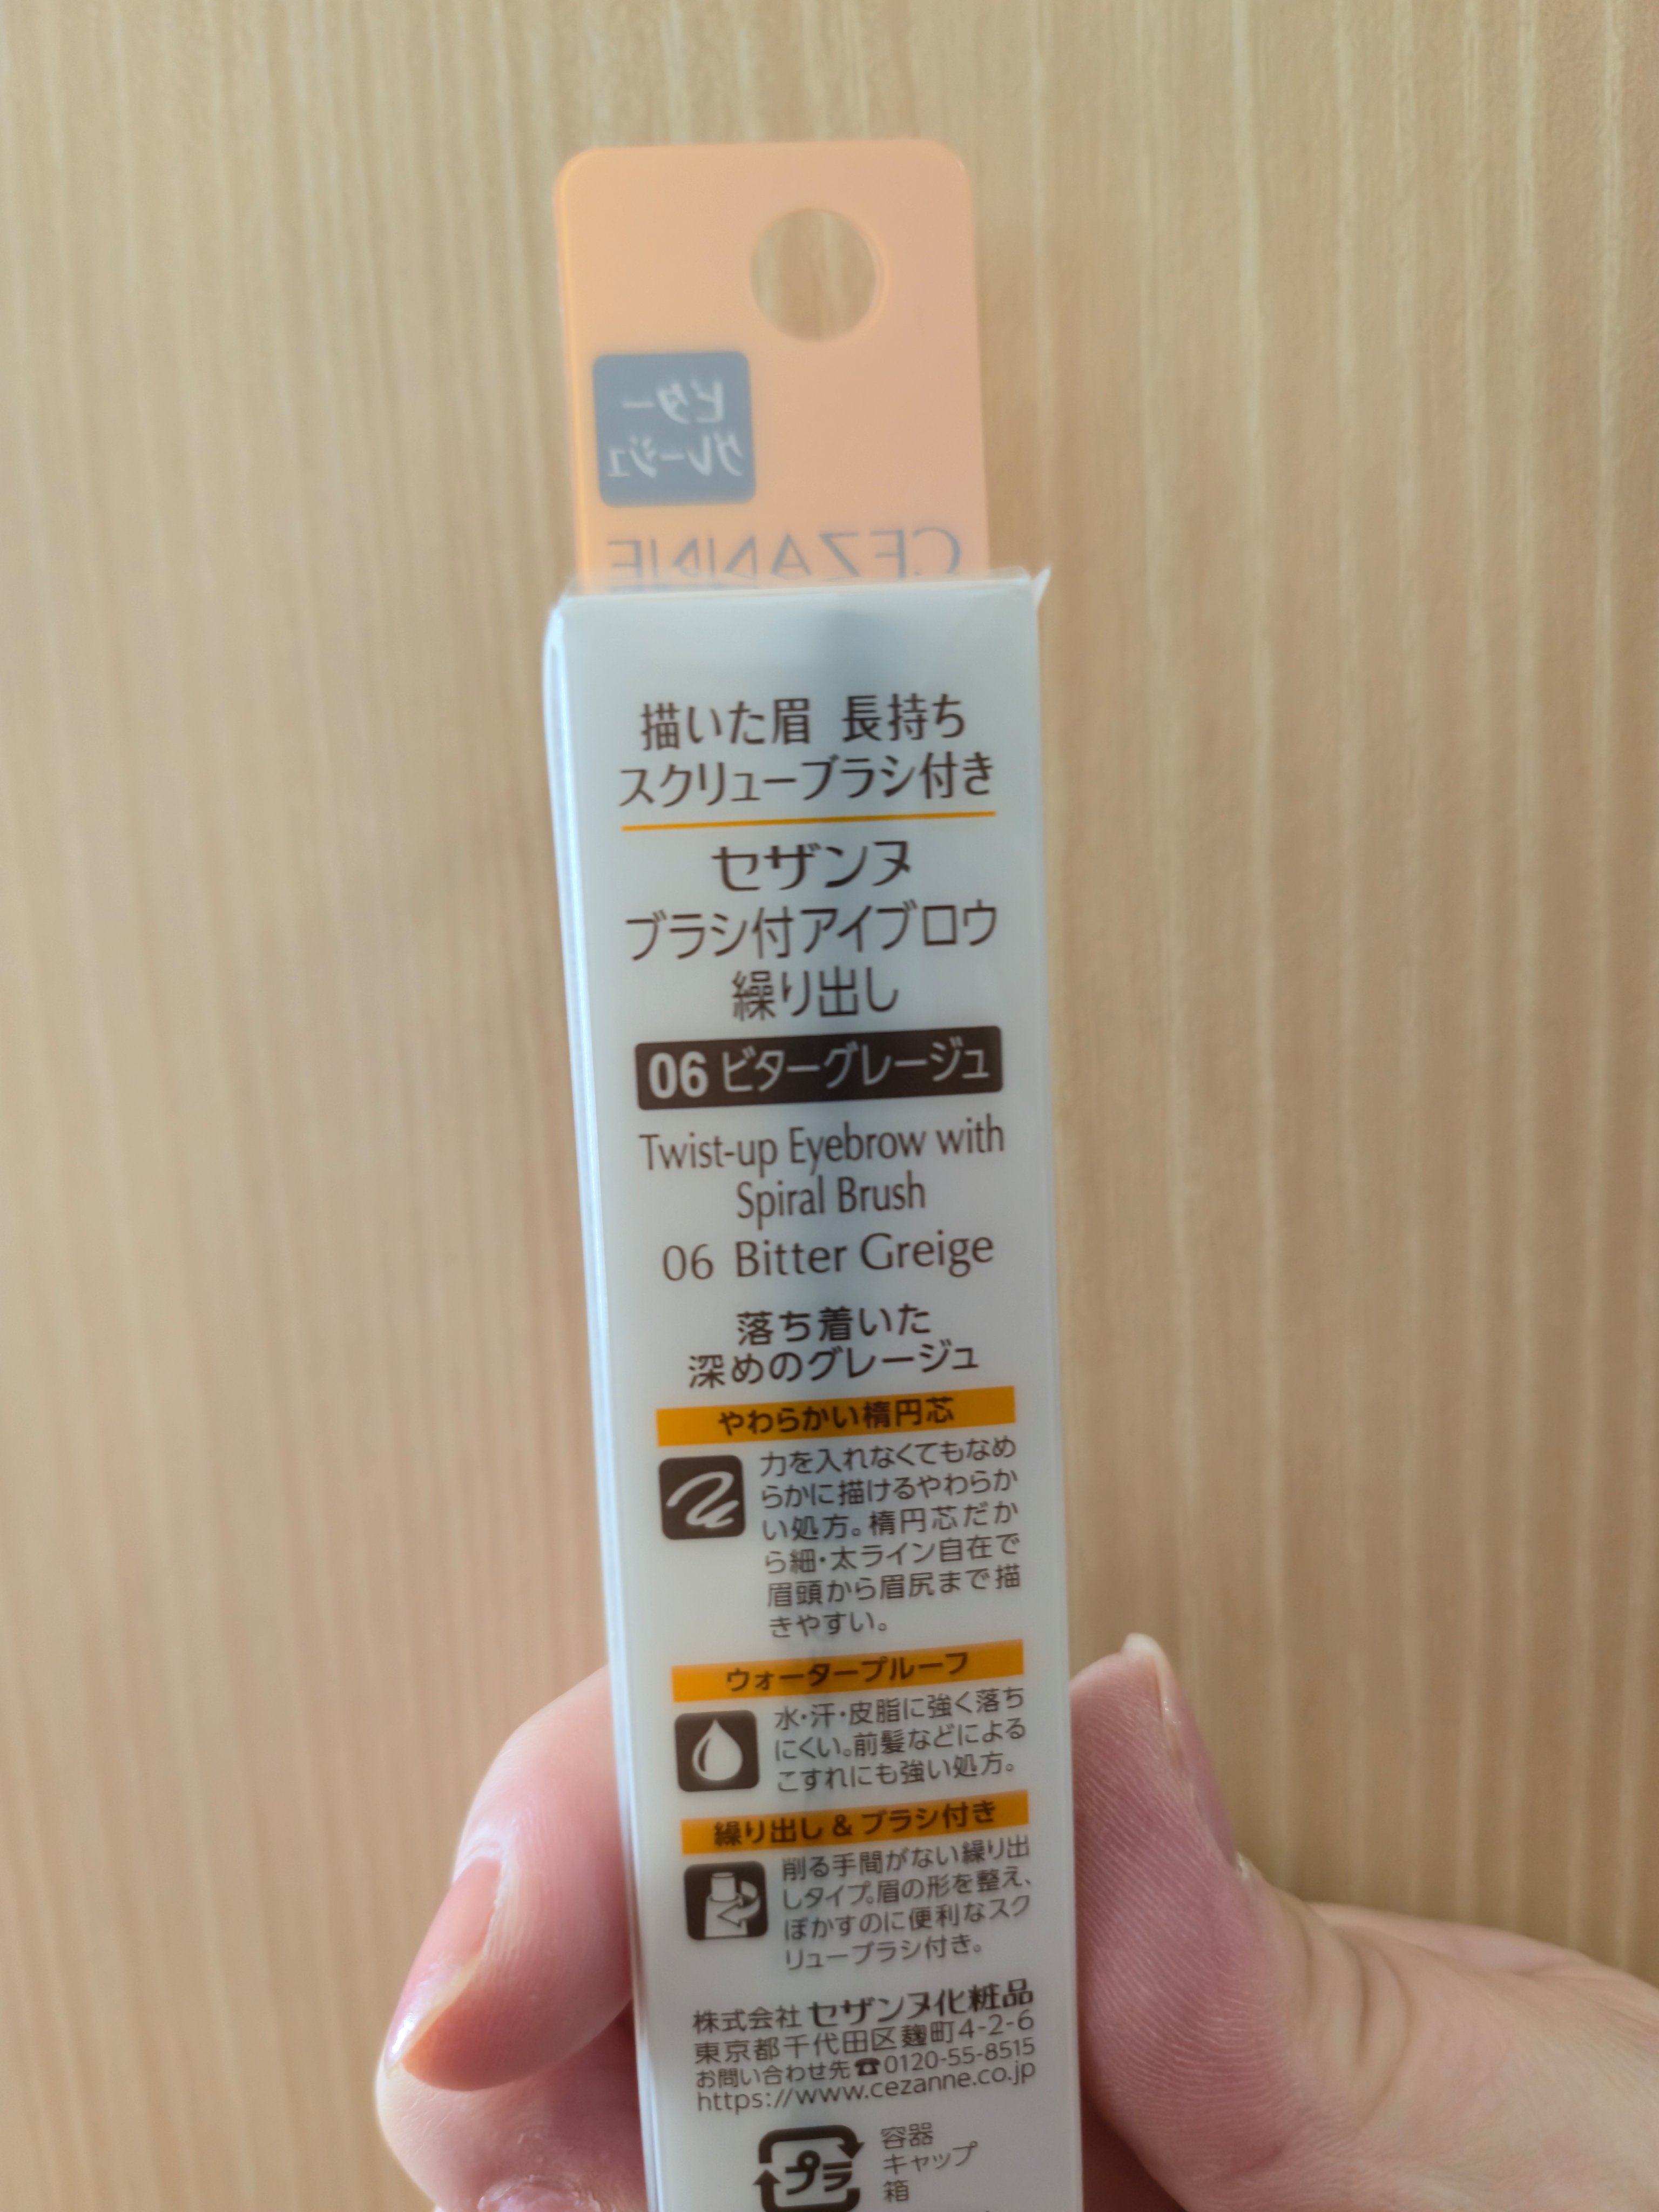 ビター
グレージュ
CEZANNE
描いた眉 長持ち
スクリューブラシ付き
セザンヌ
ブラシ付アイブロウ
繰り出し
06 ビターグレージュ
Twist-up Eyebrow with
Spiral Brush
06 Bitter Greige
落ち着いた
深めのグレージュ
やわらかい楕円芯
力を入れなくてもなめ
らかに描けるやわらか
い処方。楕円芯だか
ら細・太ライン自在で
眉頭から眉尻まで描
きやすい。
ウォータープルーフ
水・汗・皮脂に強く落ち
にくい。前髪などによる
こすれにも強い処方。
繰り出し & ブラシ付き
削る手間がない繰り出
しタイプ。眉の形を整え、
ぼかすのに便利なスク
リューブラシ付き。
株式会社 セザンヌ化粧品
東京都千代田区麹町4-2-6
お問い合わせ先☎0120-55-8515
https://www.cezanne.co.jp
プラ
容器
キャップ
箱